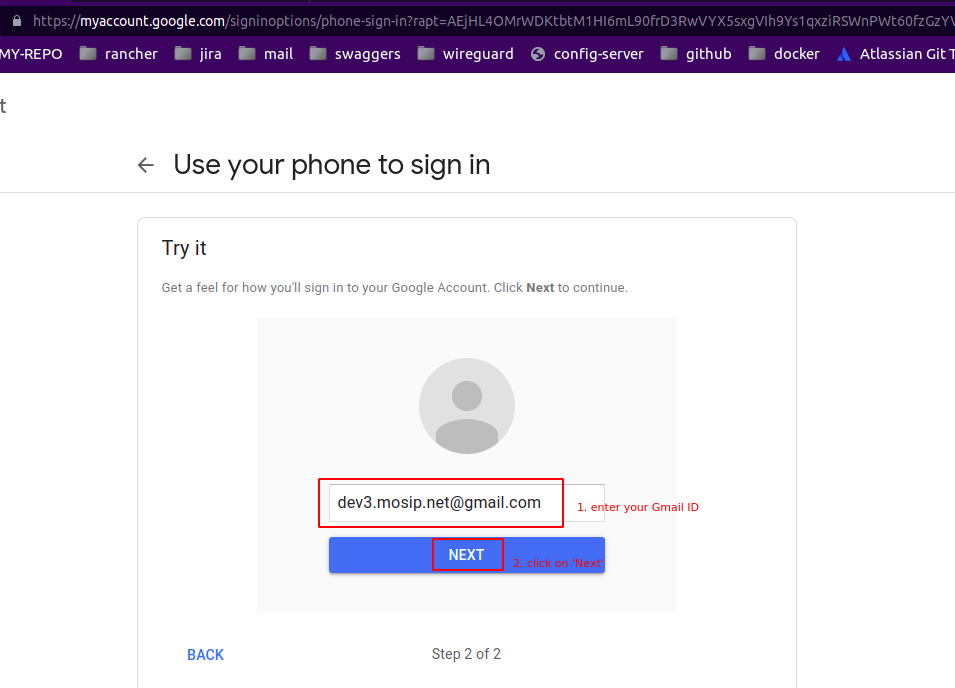 https://myaccount.google.com/signinoptions/phone-sign-in?rapt=AEjHL4OMrWDKtbtM1HI6mL90frD3RwVYX5sxgVIh9Ys1qxziRSWnPWt60fzGzYV
MY-REPO rancher jira mail swaggers wireguard config-server github docker Atlassian Git T
t
Use your phone to sign in
Try it
Get a feel for how you'll sign in to your Google Account. Click Next to continue.
dev3.mosip.net@gmail.com 1. enter your Gmail ID
NEXT 2. click on 'Next'
BACK Step 2 of 2